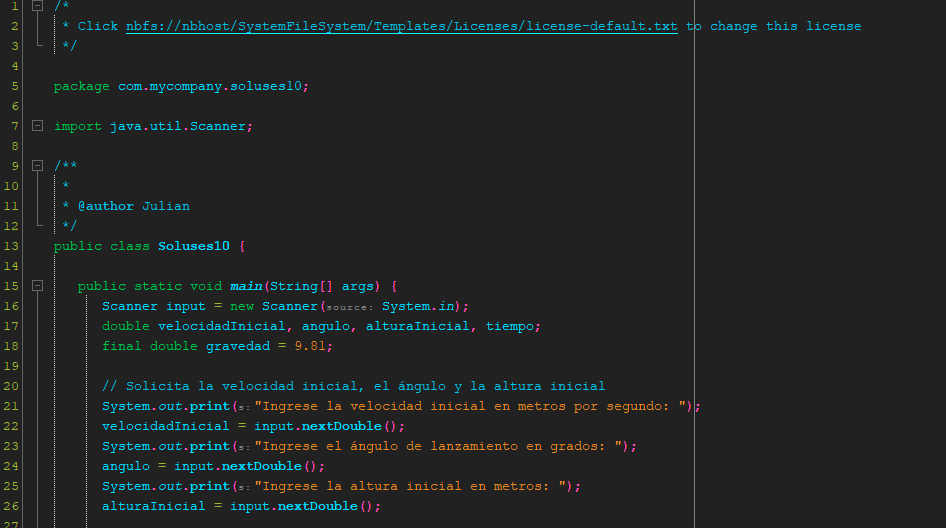 1 /*
2 * Click nbfs://nbhost/SystemFileSystem/Templates/Licenses/license-default.txt to change this license
3 */
4
5 package com.mycompany.soluses10;
6
7 import java.util.Scanner;
8
9 /**
10 *
11 * @author Julian
12 */
13 public class Soluses10 {
14
15 public static void main(String[] args) {
16 Scanner input = new Scanner(source: System.in);
17 double velocidadInicial, angulo, alturaInicial, tiempo;
18 final double gravedad = 9.81;
19
20 // Solicita la velocidad inicial, el ángulo y la altura inicial
21 System.out.print(s: "Ingrese la velocidad inicial en metros por segundo: ");
22 velocidadInicial = input.nextDouble();
23 System.out.print(s: "Ingrese el ángulo de lanzamiento en grados: ");
24 angulo = input.nextDouble();
25 System.out.print(s: "Ingrese la altura inicial en metros: ");
26 alturaInicial = input.nextDouble();
27